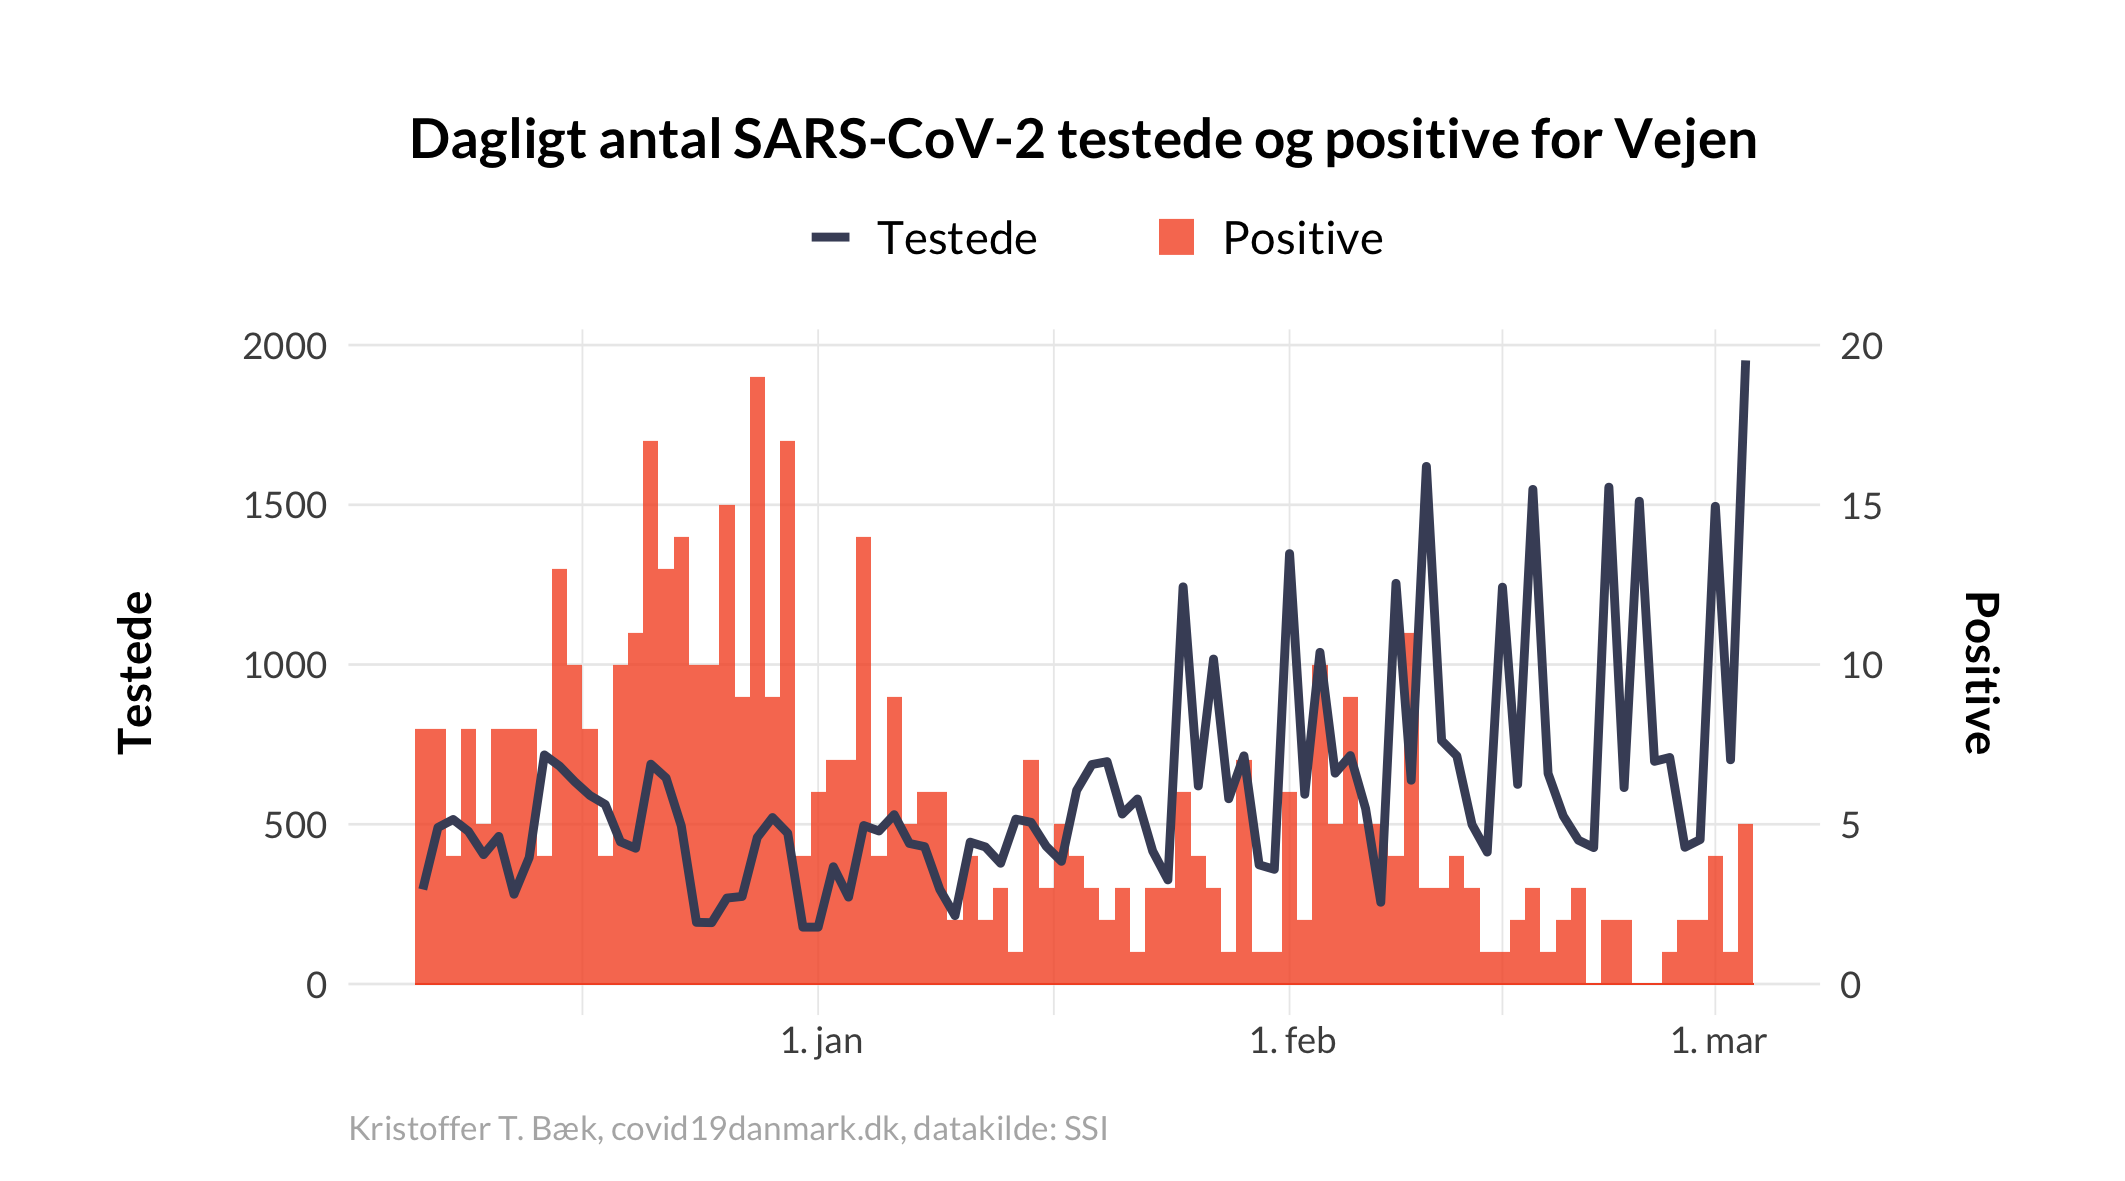 Dagligt antal SARS-CoV-2 testede og positive for Vejen
Testede
Positive
2000
1500
1000
500
0
20
15
10
5
0
Testede
Positive
1. jan
1. feb
1. mar
Kristoffer T. Bæk, covid19danmark.dk, datakilde: SSI